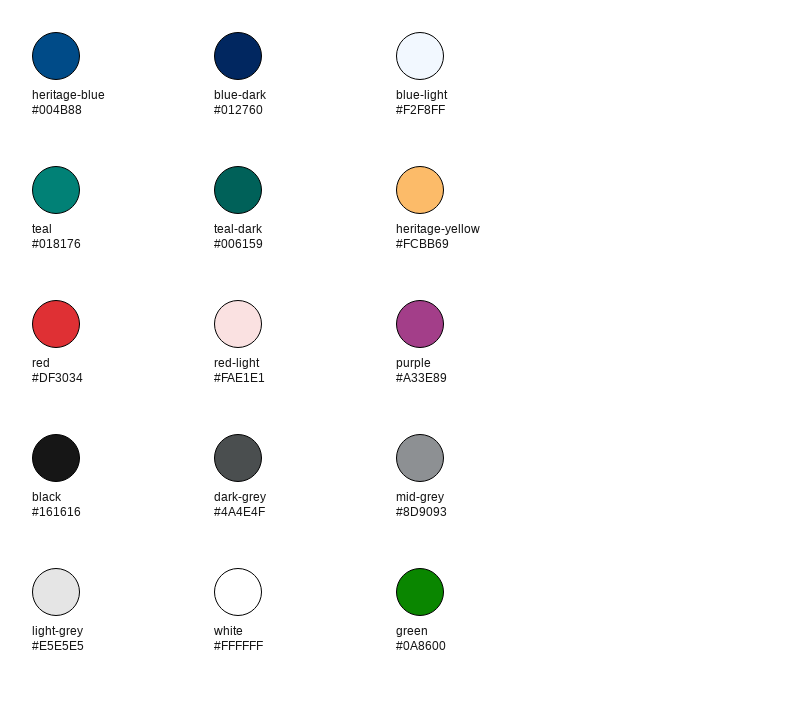 heritage-blue
#004B88
blue-dark
#012760
blue-light
#F2F8FF
teal
#018176
teal-dark
#006159
heritage-yellow
#FCBB69
red
#DF3034
red-light
#FAE1E1
purple
#A33E89
black
#161616
dark-grey
#4A4E4F
mid-grey
#8D9093
light-grey
#E5E5E5
white
#FFFFFF
green
#0A8600